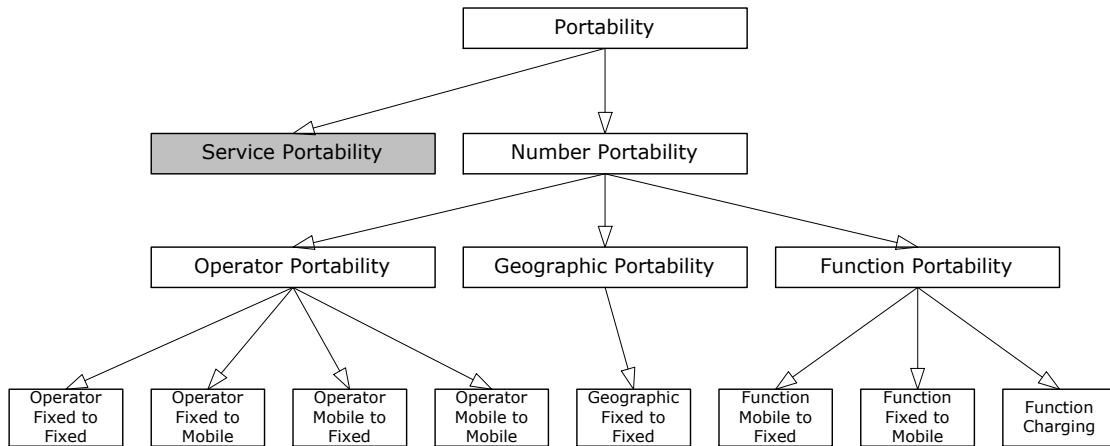 Portability
Service Portability
Number Portability
Operator Portability
Geographic Portability
Function Portability
Operator
Fixed to
Fixed
Operator
Fixed to
Mobile
Operator
Mobile to
Fixed
Operator
Mobile to
Mobile
Geographic
Fixed to
Fixed
Function
Mobile to
Fixed
Function
Fixed to
Mobile
Function
Charging